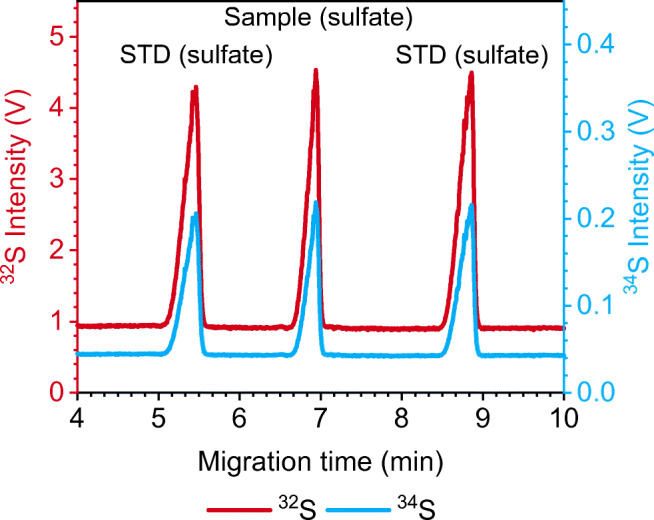 Sample (sulfate)
STD (sulfate) STD (sulfate)
³²S Intensity (V)
5
4
3
2
1
0
0.4
0.3
0.2
0.1
0.0
³⁴S Intensity (V)
4 5 6 7 8 9 10
Migration time (min)
³²S ³⁴S